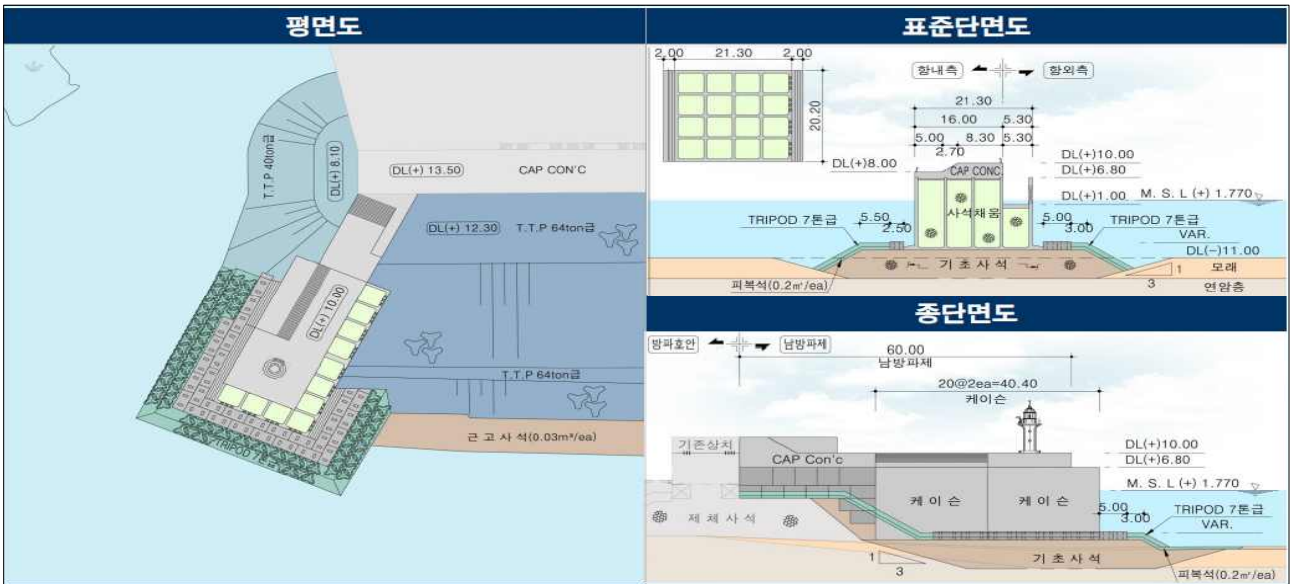 평면도
T.T.P 40ton급
DL(+) 8.10
DL(+) 13.50
CAP CON'C
DL(+) 12.30
T.T.P 64ton급
DL(+) 10.00
T.T.P 64ton급
근고사석(0.03m³/ea)
TRIPOD 7톤급
표준단면도
2.00 21.30 2.00
20.20
항내측 항외측
21.30
16.00 5.30
5.00 8.30 5.30
2.70
DL(+)8.00
CAP CONC.
DL(+)10.00
DL(+)6.80
DL(+)1.00 M. S. L (+) 1.770
사석채움
TRIPOD 7톤급
5.50
2.50
5.00
3.00
TRIPOD 7톤급
VAR.
DL(-)11.00
기초사석
피복석(0.2㎥/ea)
1
3
모래
연암층
종단면도
방파호안 남방파제
60.00
남방파제
20@2ea=40.40
케이슨
기존상치
CAP Con'c
DL(+)10.00
DL(+)6.80
M. S. L (+) 1.770
케이슨 케이슨
제체사석
5.00
3.00
TRIPOD 7톤급
VAR.
1
3
기초사석
피복석(0.2㎥/ea)